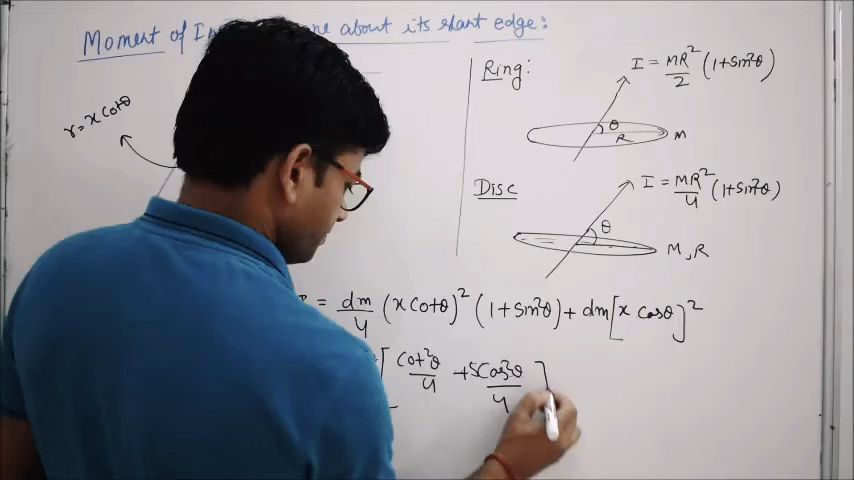 Moment of about its slant edge:
r = x cotθ
Ring:
I = MR²/2 (1+sin²θ)
θ
R
M
Disc
I = MR²/4 (1+sin²θ)
θ
M, R
= dm/4 (x cotθ)² (1+sin²θ) + dm[x cosθ]²
[cot²θ/4 + 5cos²θ/4]